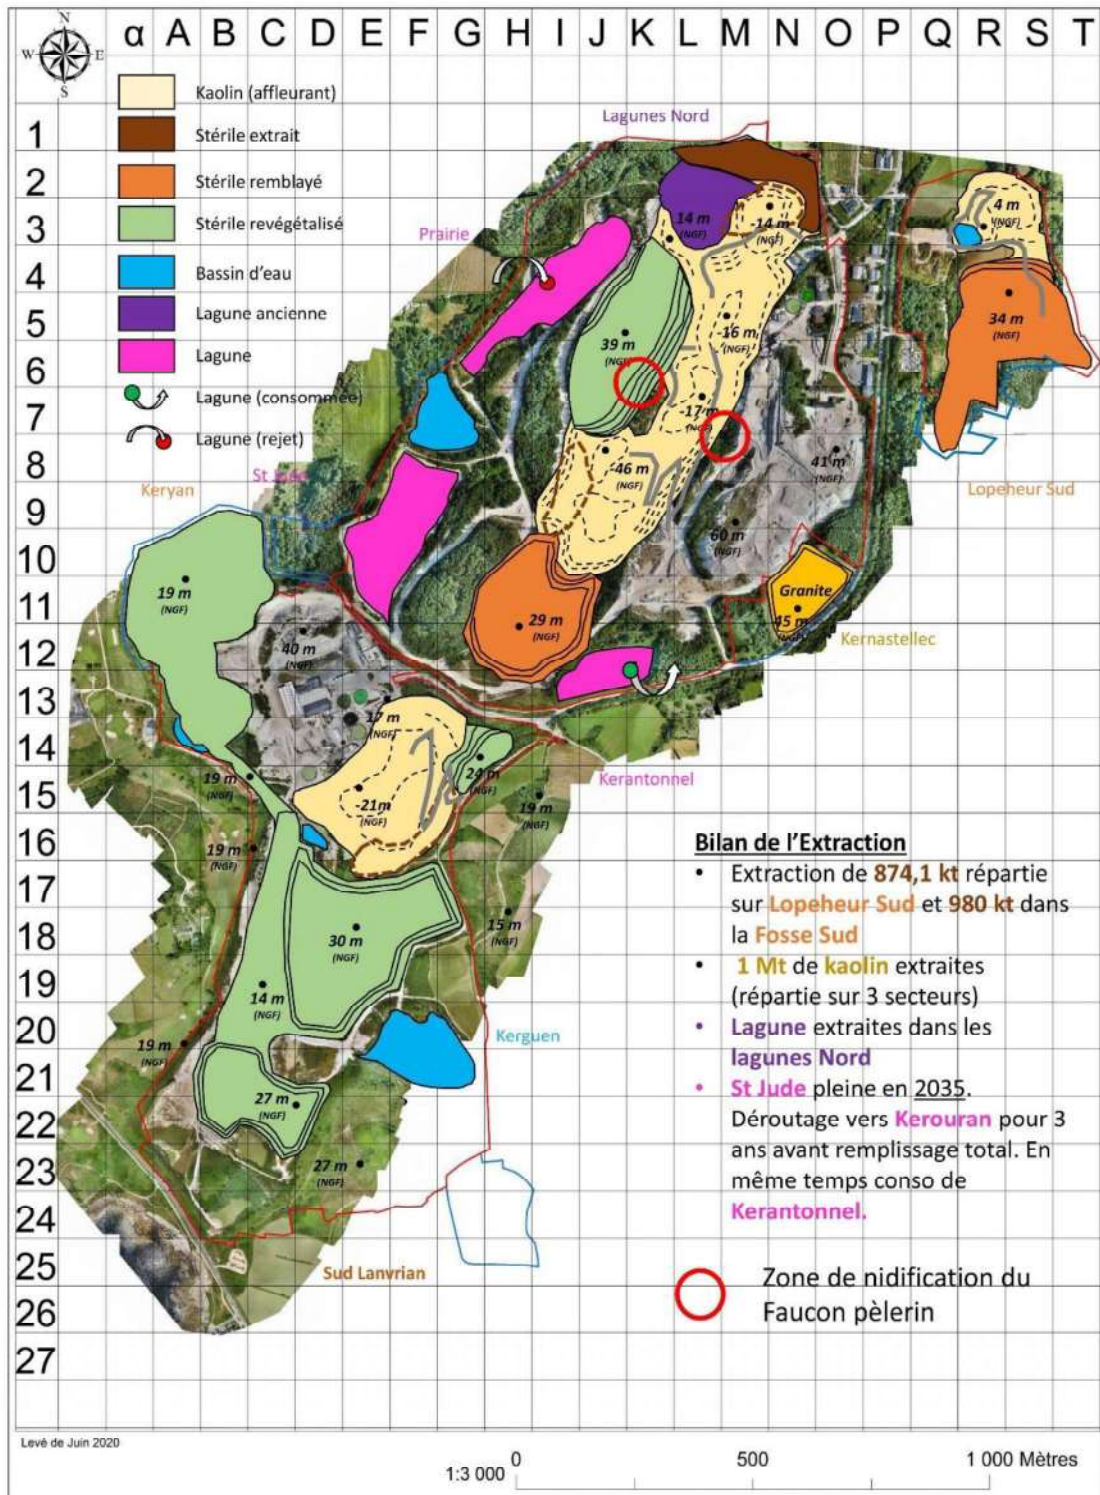 α A B C D E F G H I J K L M N O P Q R S T
N
W E
S
Kaolin (affleurant)
Stérile extrait
Stérile remblayé
Stérile revégétalisé
Bassin d'eau
Lagune ancienne
Lagune
Lagune (consommée)
Lagune (rejet)
1
2
3
4
5
6
7
8
9
10
11
12
13
14
15
16
17
18
19
20
21
22
23
24
25
26
27
Lagunes Nord
14 m
(NGF)
-14 m
(NGF)
4 m
(NGF)
Prairie
34 m
(NGF)
-16 m
(NGF)
39 m
(NGF)
-17 m
(NGF)
-46 m
(NGF)
41 m
(NGF)
St Jude
Keryan
Lopeheur Sud
60 m
(NGF)
19 m
(NGF)
Granite
45 m
(NGF)
29 m
(NGF)
Kernastellec
40 m
(NGF)
17 m
(NGF)
24 m
(NGF)
Kerantonnel
19 m
(NGF)
-21m
(NGF)
19 m
(NGF)
19 m
(NGF)
15 m
(NGF)
30 m
(NGF)
14 m
(NGF)
19 m
(NGF)
Kerguen
27 m
(NGF)
27 m
(NGF)
Sud Lanvrian
Bilan de l'Extraction
• Extraction de 874,1 kt répartie
sur Lopeheur Sud et 980 kt dans
la Fosse Sud
• 1 Mt de kaolin extraites
(répartie sur 3 secteurs)
• Lagune extraites dans les
lagunes Nord
• St Jude pleine en 2035.
Déroutage vers Kerouran pour 3
ans avant remplissage total. En
même temps conso de
Kerantonnel.
Zone de nidification du
Faucon pèlerin
Levé de Juin 2020
1:3 000
0 500 1 000 Mètres